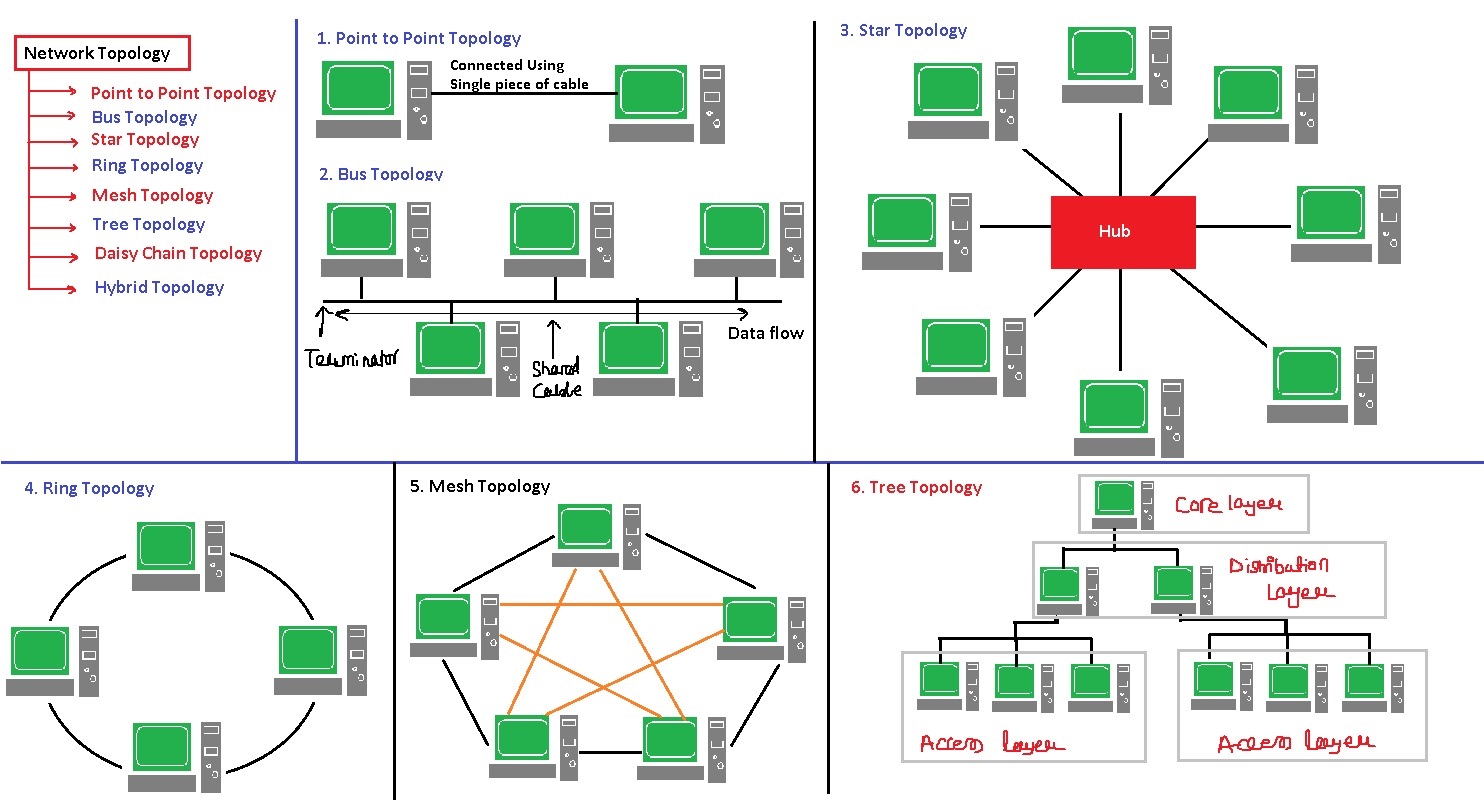 Network Topology
Point to Point Topology
Bus Topology
Star Topology
Ring Topology
Mesh Topology
Tree Topology
Daisy Chain Topology
Hybrid Topology
1. Point to Point Topology
Connected Using
Single piece of cable
2. Bus Topology
Data flow
Terminator
Shared
Cable
3. Star Topology
Hub
4. Ring Topology
5. Mesh Topology
6. Tree Topology
Core layer
Distribution
Layer
Access layer
Access layer